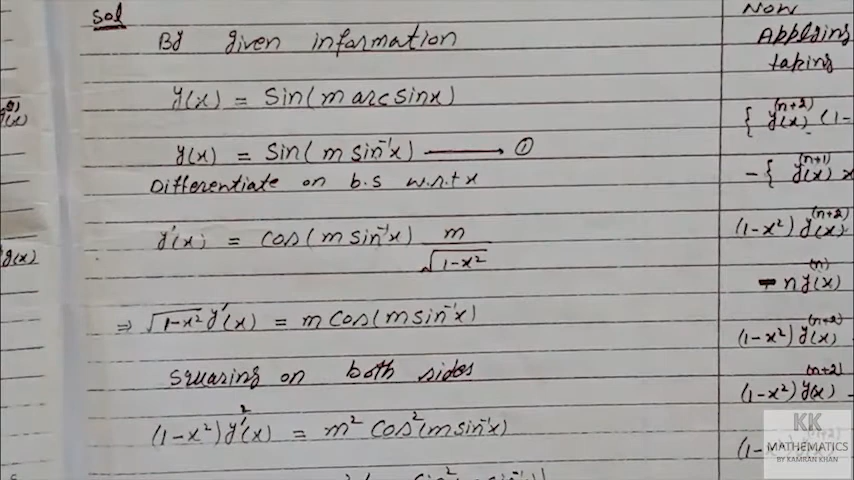 Sol
By given information
y(x) = Sin(m arcsinx)
y(x) = Sin(m sin⁻¹x) ⟶ ①
Differentiate on b.s w.r.t x
y'(x) = cos(m sin⁻¹x) m/√(1-x²)
⇒ √(1-x²) y'(x) = m cos(m sin⁻¹x)
Squaring on both sides
(1-x²) y'²(x) = m² cos²(m sin⁻¹x)
Now
Applying
taking
{ y⁽ⁿ⁺²⁾(x) (1-
- { y⁽ⁿ⁺¹⁾(x) x
(1-x²) y⁽ⁿ⁺²⁾(x)
- n y⁽ⁿ⁾(x)
(1-x²) y⁽ⁿ⁺²⁾(x)
(1-x²) y⁽ⁿ⁺²⁾(x) -
(1-
KK
MATHEMATICS
BY KAMRAN KHAN